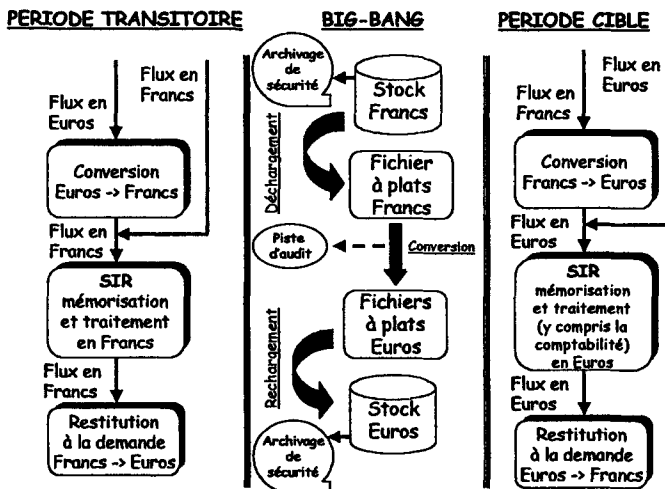 PERIODE TRANSITOIRE
Flux en
Francs
Flux en
Euros
Conversion
Euros -> Francs
Flux en
Francs
SIR
mémorisation
et traitement
en Francs
Flux en
Francs
Restitution
à la demande
Francs -> Euros
BIG-BANG
Archivage
de
sécurité
Stock
Francs
Déchargement
Fichier
à plats
Francs
Piste
d'audit
Conversion
Fichiers
à plats
Euros
Rechargement
Stock
Euros
Archivage
de
sécurité
PERIODE CIBLE
Flux en
Euros
Flux en
Francs
Conversion
Francs -> Euros
Flux en
Euros
SIR
mémorisation
et traitement
(y compris la
comptabilité)
en Euros
Flux en
Euros
Restitution
à la demande
Euros -> Francs